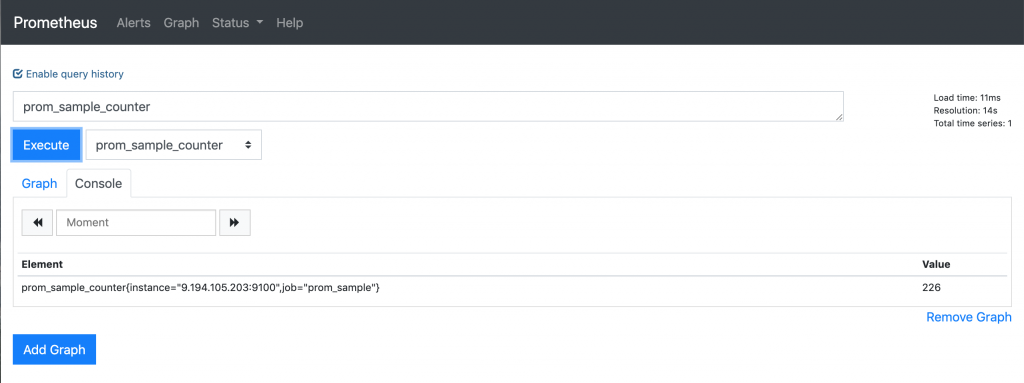 Prometheus Alerts Graph Status Help
Enable query history
prom_sample_counter
Load time: 11ms
Resolution: 14s
Total time series: 1
Execute prom_sample_counter
Graph Console
Moment
Element Value
prom_sample_counter{instance="9.194.105.203:9100",job="prom_sample"} 226
Remove Graph
Add Graph